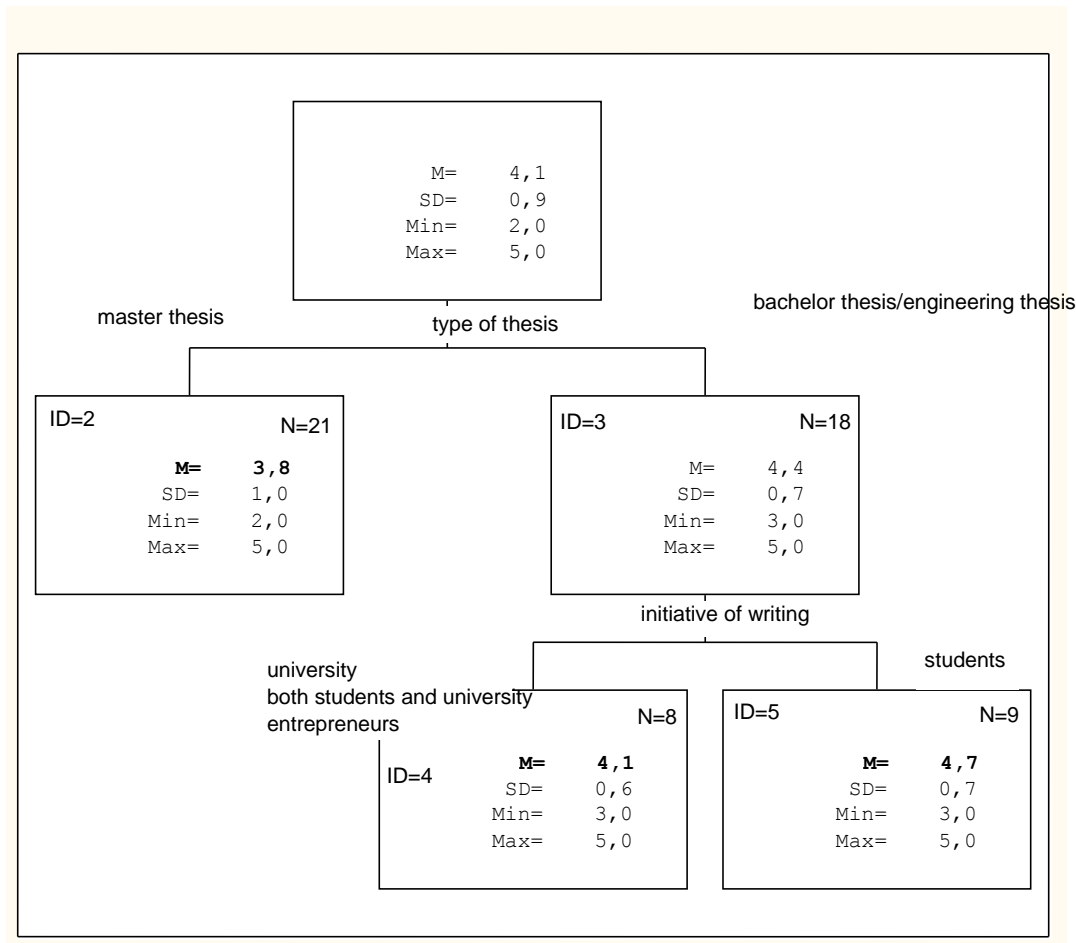 M= 4,1
SD= 0,9
Min= 2,0
Max= 5,0
master thesis
type of thesis
bachelor thesis/engineering thesis
ID=2 N=21
M= 3,8
SD= 1,0
Min= 2,0
Max= 5,0
ID=3 N=18
M= 4,4
SD= 0,7
Min= 3,0
Max= 5,0
initiative of writing
university
both students and university
entrepreneurs
students
ID=4 N=8
M= 4,1
SD= 0,6
Min= 3,0
Max= 5,0
ID=5 N=9
M= 4,7
SD= 0,7
Min= 3,0
Max= 5,0